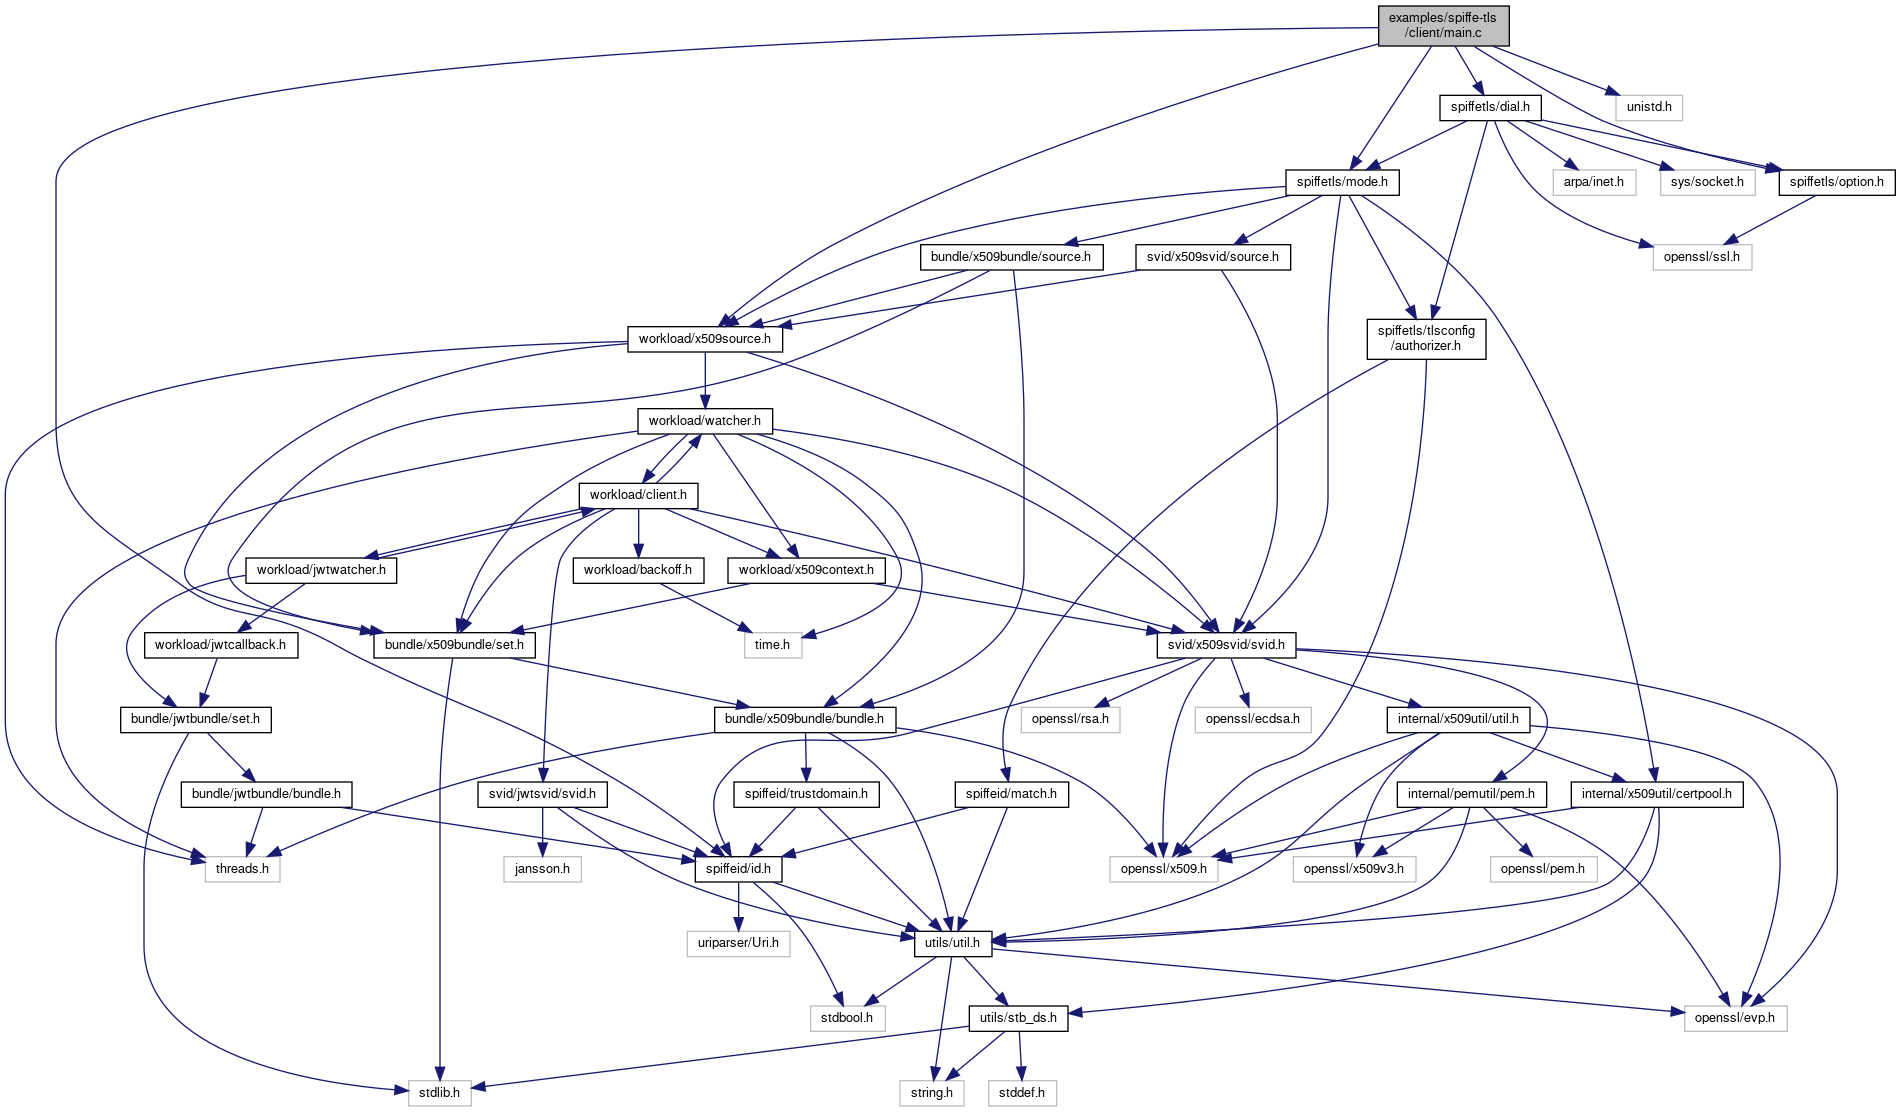 examples/spiffe-tls
/client/main.c
spiffetls/dial.h
unistd.h
spiffetls/mode.h
arpa/inet.h
sys/socket.h
spiffetls/option.h
bundle/x509bundle/source.h
svid/x509svid/source.h
openssl/ssl.h
workload/x509source.h
spiffetls/tlsconfig
/authorizer.h
workload/watcher.h
workload/client.h
workload/jwtwatcher.h
workload/backoff.h
workload/x509context.h
workload/jwtcallback.h
bundle/x509bundle/set.h
time.h
svid/x509svid/svid.h
bundle/jwtbundle/set.h
bundle/x509bundle/bundle.h
openssl/rsa.h
openssl/ecdsa.h
internal/x509util/util.h
bundle/jwtbundle/bundle.h
svid/jwtsvid/svid.h
spiffeid/trustdomain.h
spiffeid/match.h
internal/pemutil/pem.h
internal/x509util/certpool.h
threads.h
jansson.h
spiffeid/id.h
openssl/x509.h
openssl/x509v3.h
openssl/pem.h
uriparser/Uri.h
utils/util.h
stdbool.h
utils/stb_ds.h
openssl/evp.h
stdlib.h
string.h
stddef.h